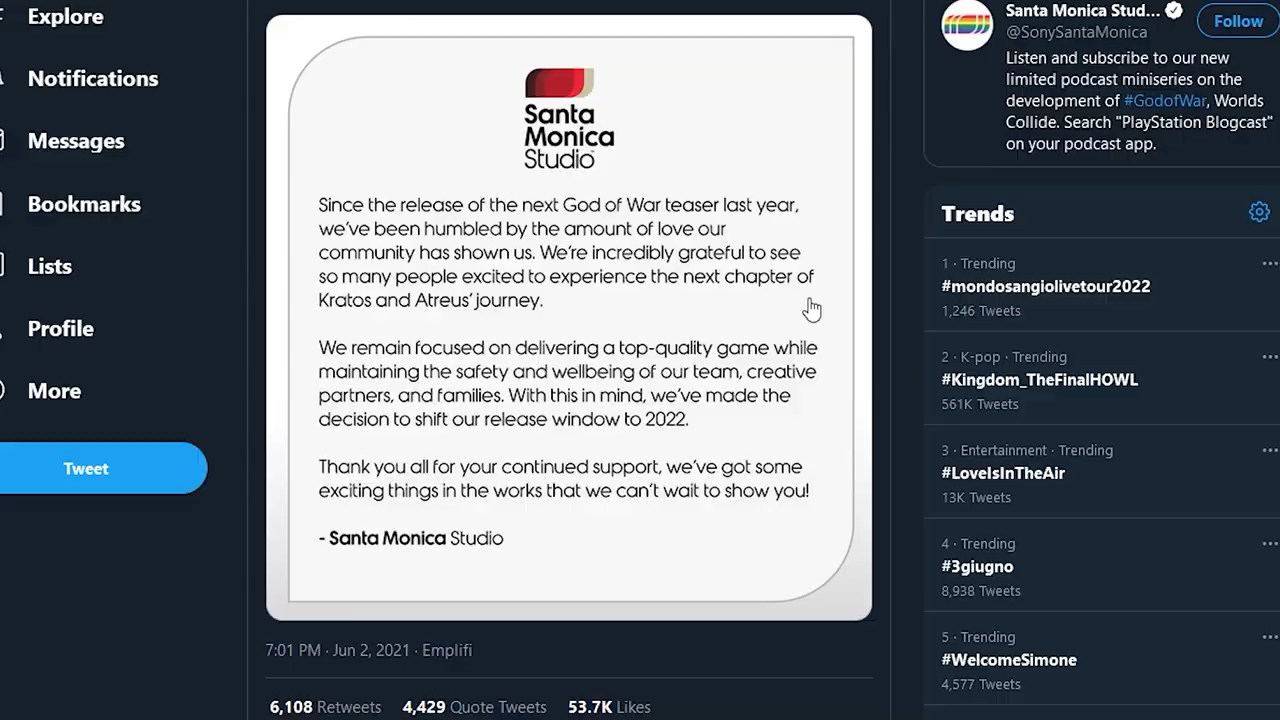 Explore
Notifications
Messages
Bookmarks
Lists
Profile
More
Tweet
Santa
Monica
Studio
Since the release of the next God of War teaser last year,
we've been humbled by the amount of love our
community has shown us. We're incredibly grateful to see
so many people excited to experience the next chapter of
Kratos and Atreus' journey.
We remain focused on delivering a top-quality game while
maintaining the safety and wellbeing of our team, creative
partners, and families. With this in mind, we've made the
decision to shift our release window to 2022.
Thank you all for your continued support, we've got some
exciting things in the works that we can't wait to show you!
- Santa Monica Studio
7:01 PM · Jun 2, 2021 · Emplifi
6,108 Retweets 4,429 Quote Tweets 53.7K Likes
Santa Monica Stud...
Follow
@SonySantaMonica
Listen and subscribe to our new
limited podcast miniseries on the
development of #GodofWar, Worlds
Collide. Search "PlayStation Blogcast"
on your podcast app.
Trends
1 · Trending
#mondosangiolivetour2022
1,246 Tweets
2 · K-pop · Trending
#Kingdom_TheFinalHOWL
561K Tweets
3 · Entertainment · Trending
#LoveIsInTheAir
13K Tweets
4 · Trending
#3giugno
8,938 Tweets
5 · Trending
#WelcomeSimone
4,577 Tweets